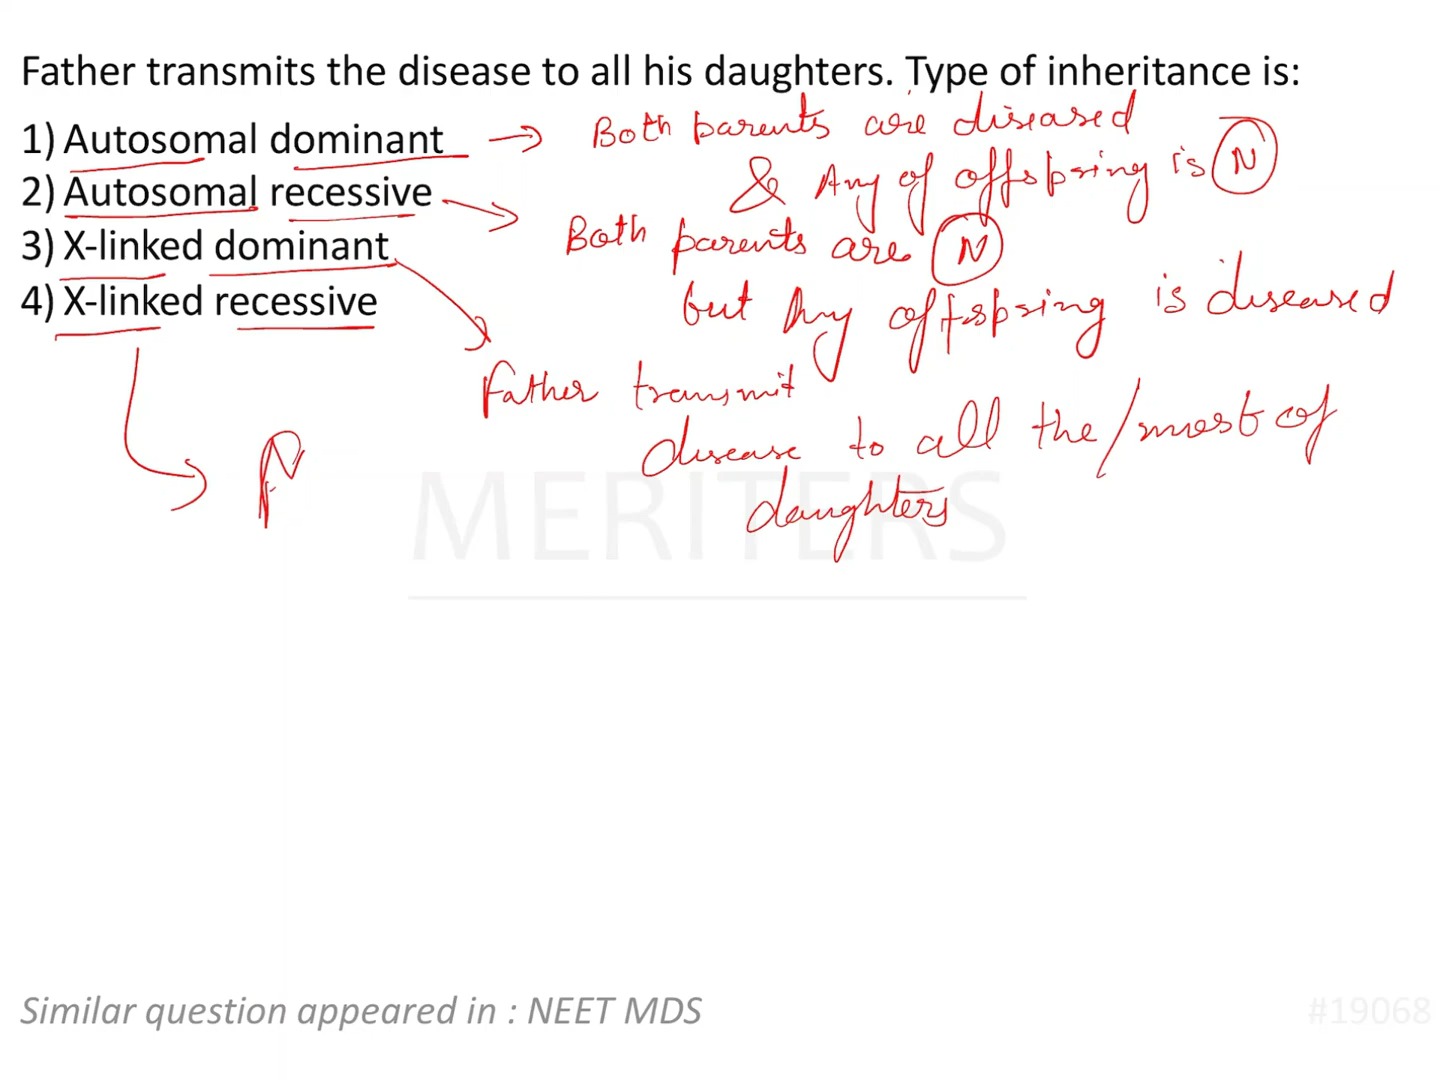 Father transmits the disease to all his daughters. Type of inheritance is:
1) Autosomal dominant → Both parents are diseased
& Any of offspring is N
2) Autosomal recessive → Both parents are N
but Any offspring is diseased
3) X-linked dominant → Father transmit
disease to all the/most of
daughters
4) X-linked recessive →
MERITERS
Similar question appeared in : NEET MDS
#19068